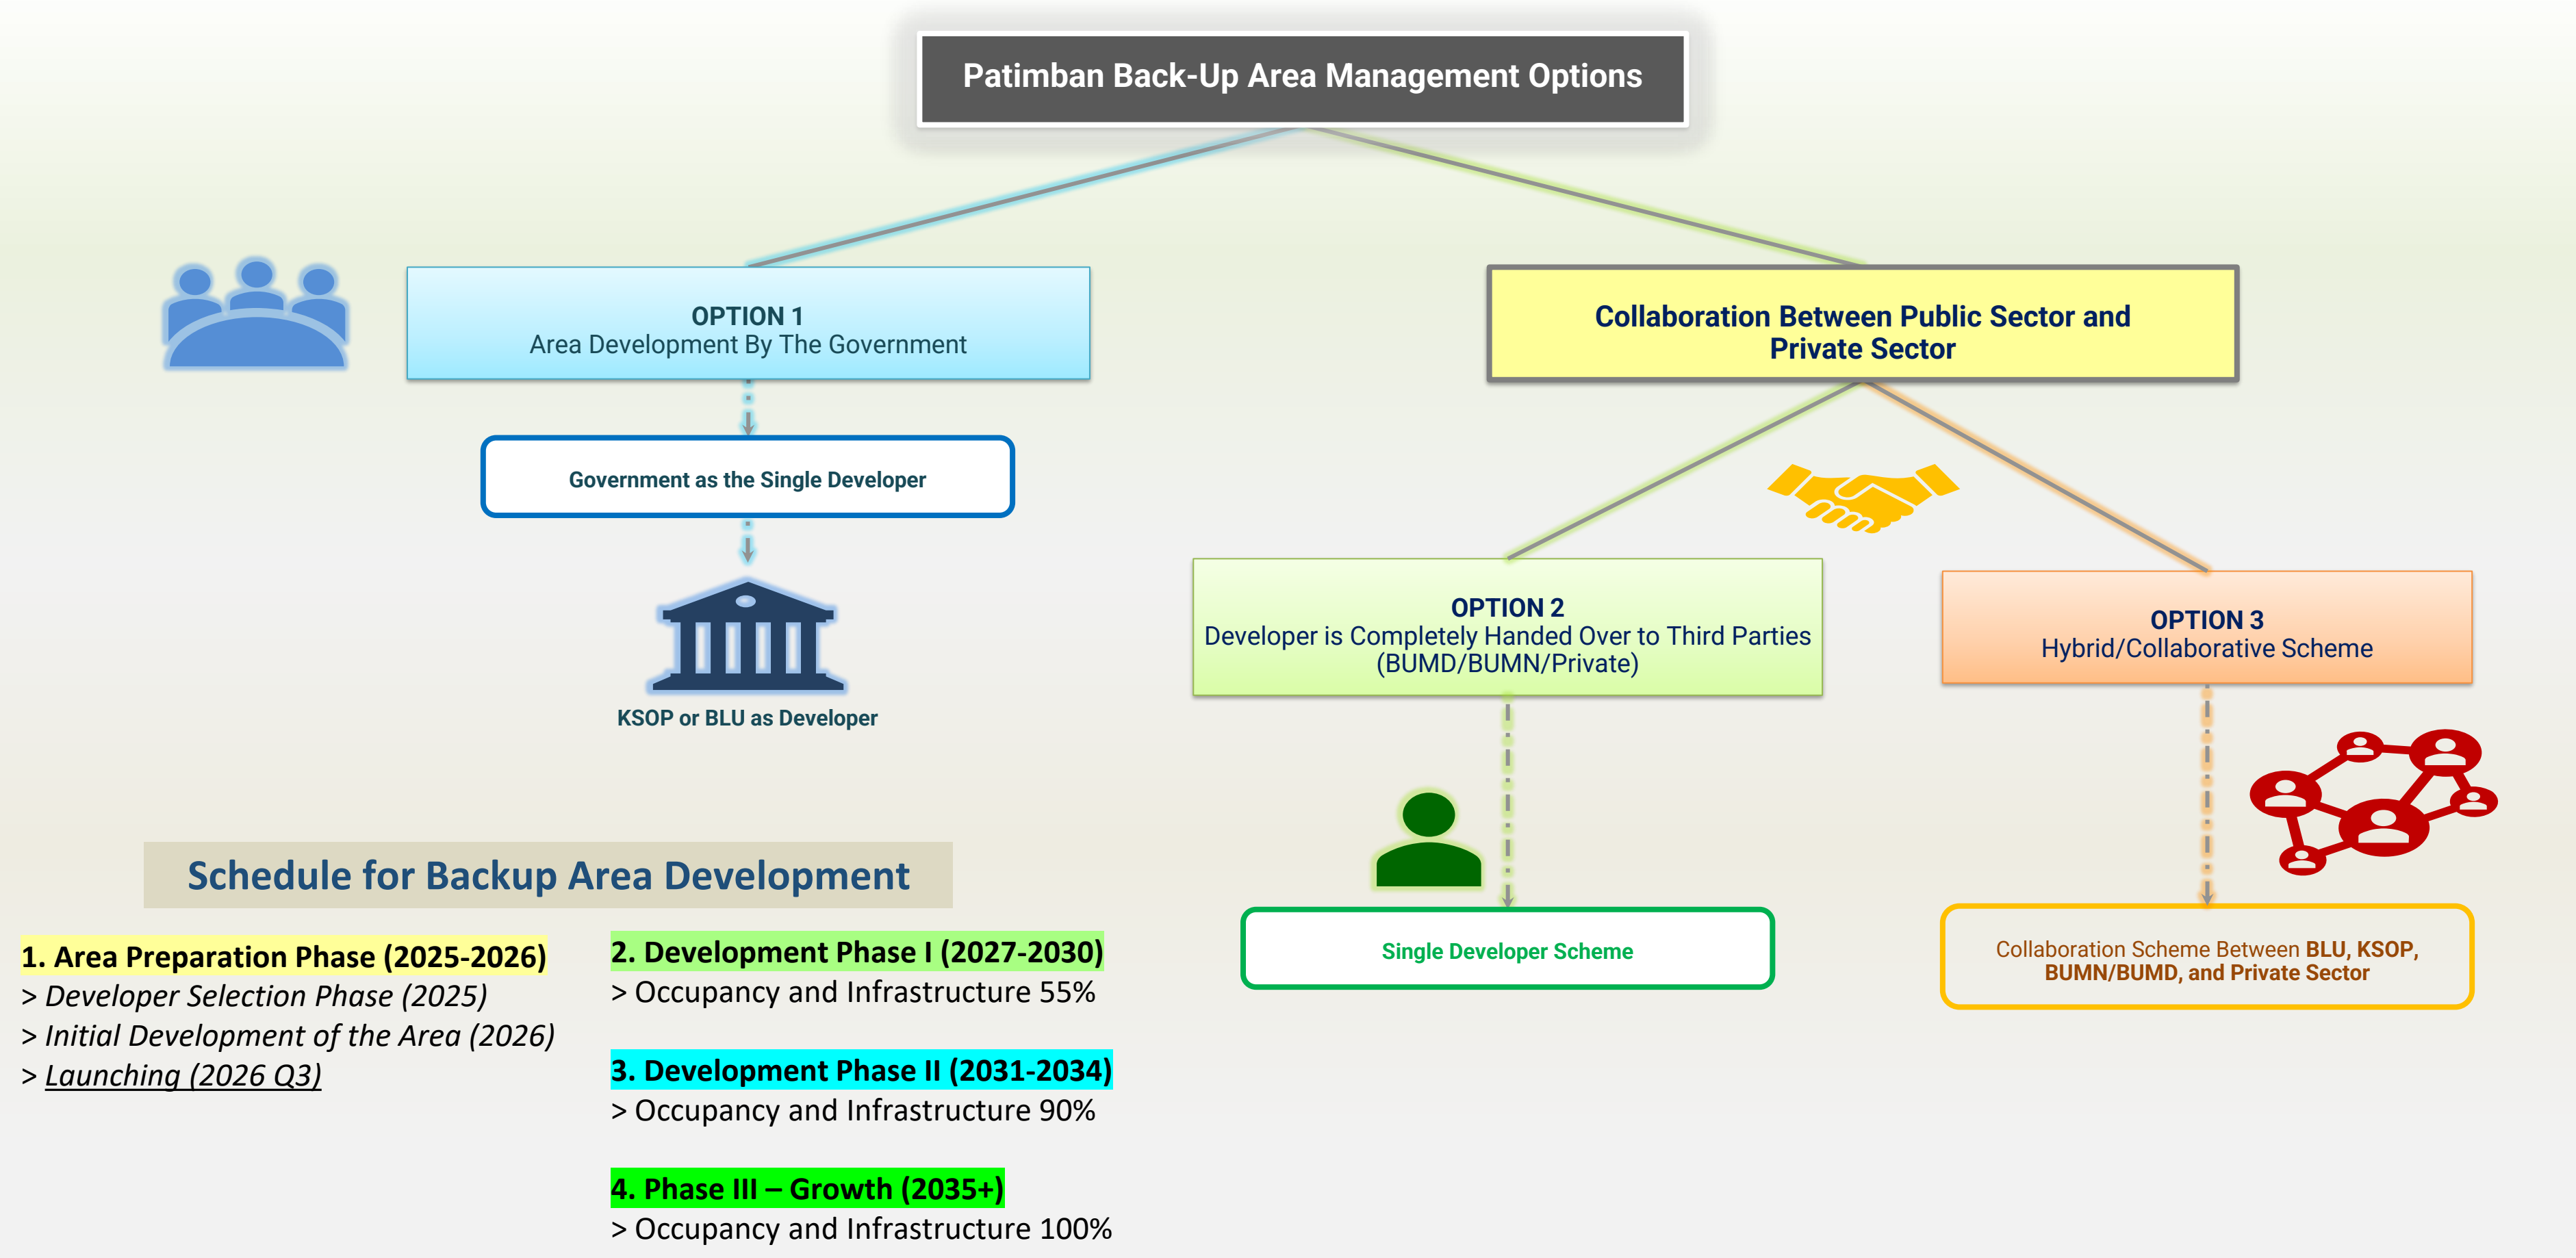 Patimban Back-Up Area Management Options
OPTION 1
Area Development By The Government
Collaboration Between Public Sector and
Private Sector
Government as the Single Developer
KSOP or BLU as Developer
OPTION 2
Developer is Completely Handed Over to Third Parties
(BUMD/BUMN/Private)
OPTION 3
Hybrid/Collaborative Scheme
Single Developer Scheme
Collaboration Scheme Between BLU, KSOP,
BUMN/BUMD, and Private Sector
Schedule for Backup Area Development
1. Area Preparation Phase (2025-2026)
> Developer Selection Phase (2025)
> Initial Development of the Area (2026)
> Launching (2026 Q3)
2. Development Phase I (2027-2030)
> Occupancy and Infrastructure 55%
3. Development Phase II (2031-2034)
> Occupancy and Infrastructure 90%
4. Phase III – Growth (2035+)
> Occupancy and Infrastructure 100%